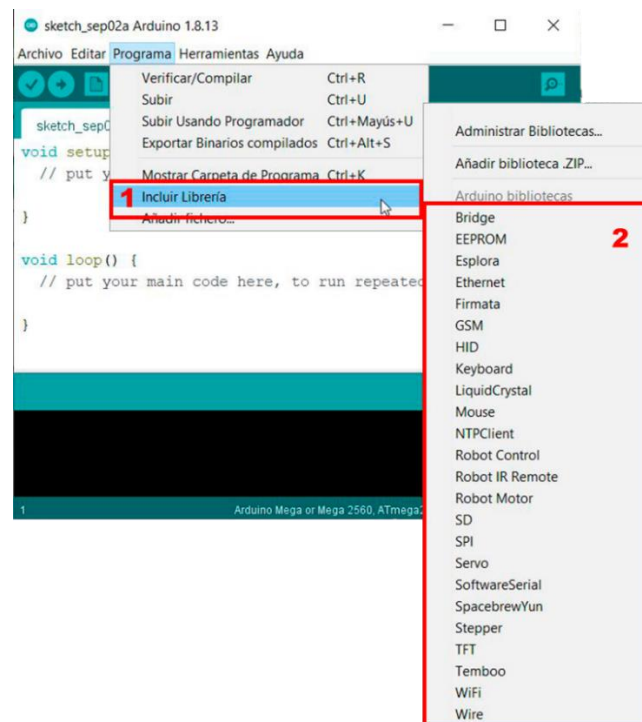 sketch_sep02a Arduino 1.8.13
Archivo Editar Programa Herramientas Ayuda
Verificar/Compilar Ctrl+R
Subir Ctrl+U
Subir Usando Programador Ctrl+Mayús+U
Exportar Binarios compilados Ctrl+Alt+S
Mostrar Carpeta de Programa Ctrl+K
1 Incluir Librería
Añadir fichero...
sketch_sep0
void setup
// put y
}
void loop() {
// put your main code here, to run repeated
}
1 Arduino Mega or Mega 2560, ATmega2
Administrar Bibliotecas...
Añadir biblioteca .ZIP...
Arduino bibliotecas
2
Bridge
EEPROM
Esplora
Ethernet
Firmata
GSM
HID
Keyboard
LiquidCrystal
Mouse
NTPClient
Robot Control
Robot IR Remote
Robot Motor
SD
SPI
Servo
SoftwareSerial
SpacebrewYun
Stepper
TFT
Temboo
WiFi
Wire